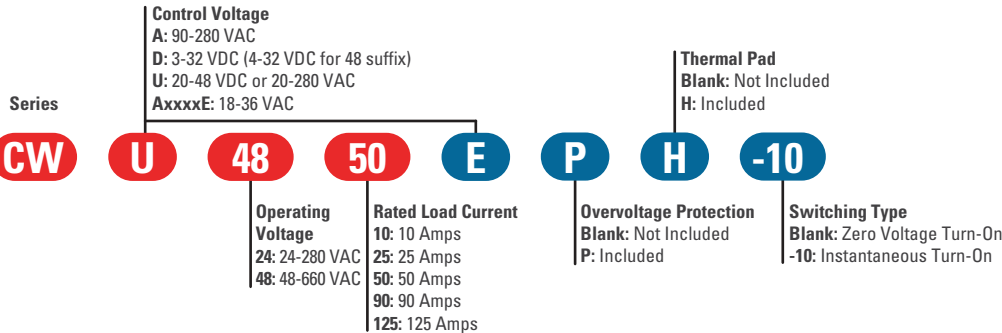 Control Voltage
A: 90-280 VAC
D: 3-32 VDC (4-32 VDC for 48 suffix)
U: 20-48 VDC or 20-280 VAC
AxxxxE: 18-36 VAC
Thermal Pad
Blank: Not Included
H: Included
Series
CW U 48 50 E P H -10
Operating
Voltage
24: 24-280 VAC
48: 48-660 VAC
Rated Load Current
10: 10 Amps
25: 25 Amps
50: 50 Amps
90: 90 Amps
125: 125 Amps
Overvoltage Protection
Blank: Not Included
P: Included
Switching Type
Blank: Zero Voltage Turn-On
-10: Instantaneous Turn-On